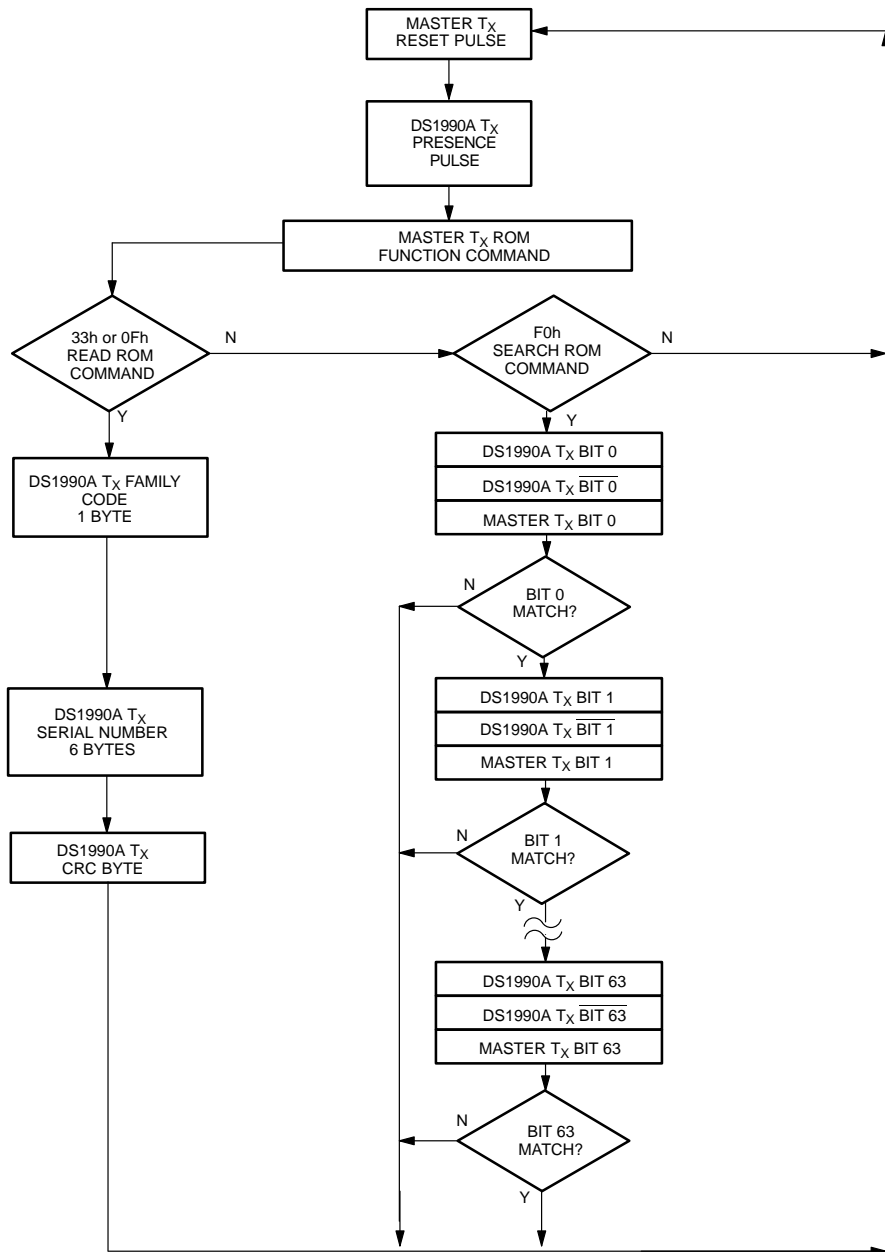 MASTER TX
RESET PULSE
DS1990A TX
PRESENCE
PULSE
MASTER TX ROM
FUNCTION COMMAND
33h or 0Fh
READ ROM
COMMAND
N
Y
F0h
SEARCH ROM
COMMAND
N
Y
DS1990A TX FAMILY
CODE
1 BYTE
DS1990A TX
SERIAL NUMBER
6 BYTES
DS1990A TX
CRC BYTE
DS1990A TX BIT 0
DS1990A TX BIT 0
MASTER TX BIT 0
N
BIT 0
MATCH?
Y
DS1990A TX BIT 1
DS1990A TX BIT 1
MASTER TX BIT 1
N
BIT 1
MATCH?
Y
DS1990A TX BIT 63
DS1990A TX BIT 63
MASTER TX BIT 63
N
BIT 63
MATCH?
Y